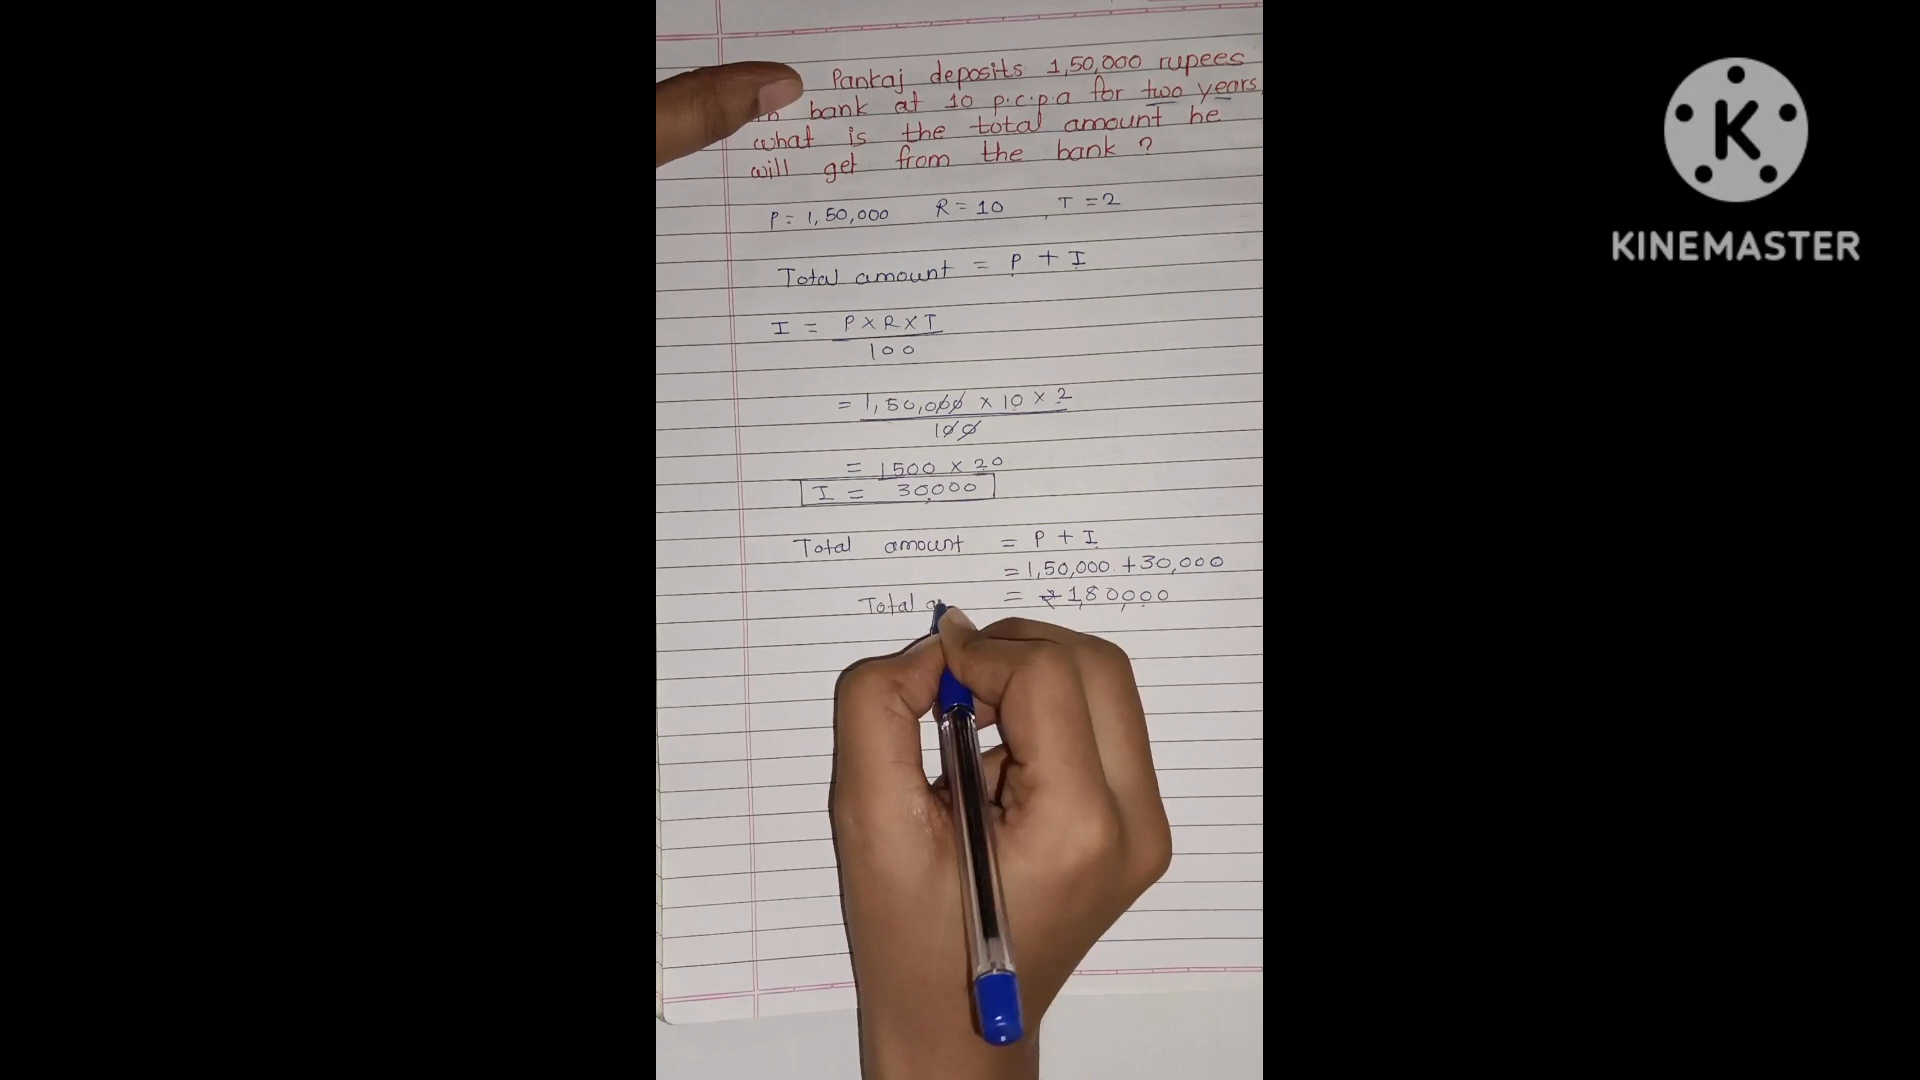 Pankaj deposits 1,50,000 rupees
in bank at 10 p.c.p.a for two years,
what is the total amount he
will get from the bank ?
P = 1,50,000 R = 10 T = 2
Total amount = P + I
I = P × R × T
100
= 1,50,000 × 10 × 2
100
= 1500 × 20
I = 30,000
Total amount = P + I
= 1,50,000 + 30,000
Total a = ₹ 1,80,000
K
KINEMASTER